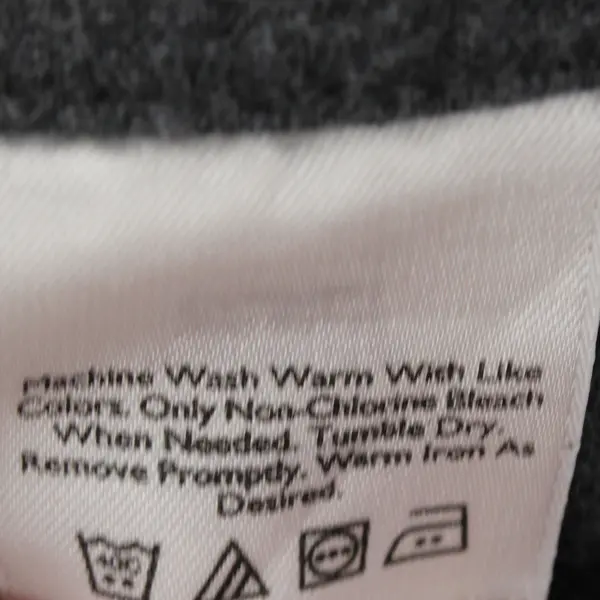 Machine Wash Warm With Like
Colors. Only Non-Chlorine Bleach
When Needed. Tumble Dry.
Remove Promptly. Warm Iron As
Desired.
40C